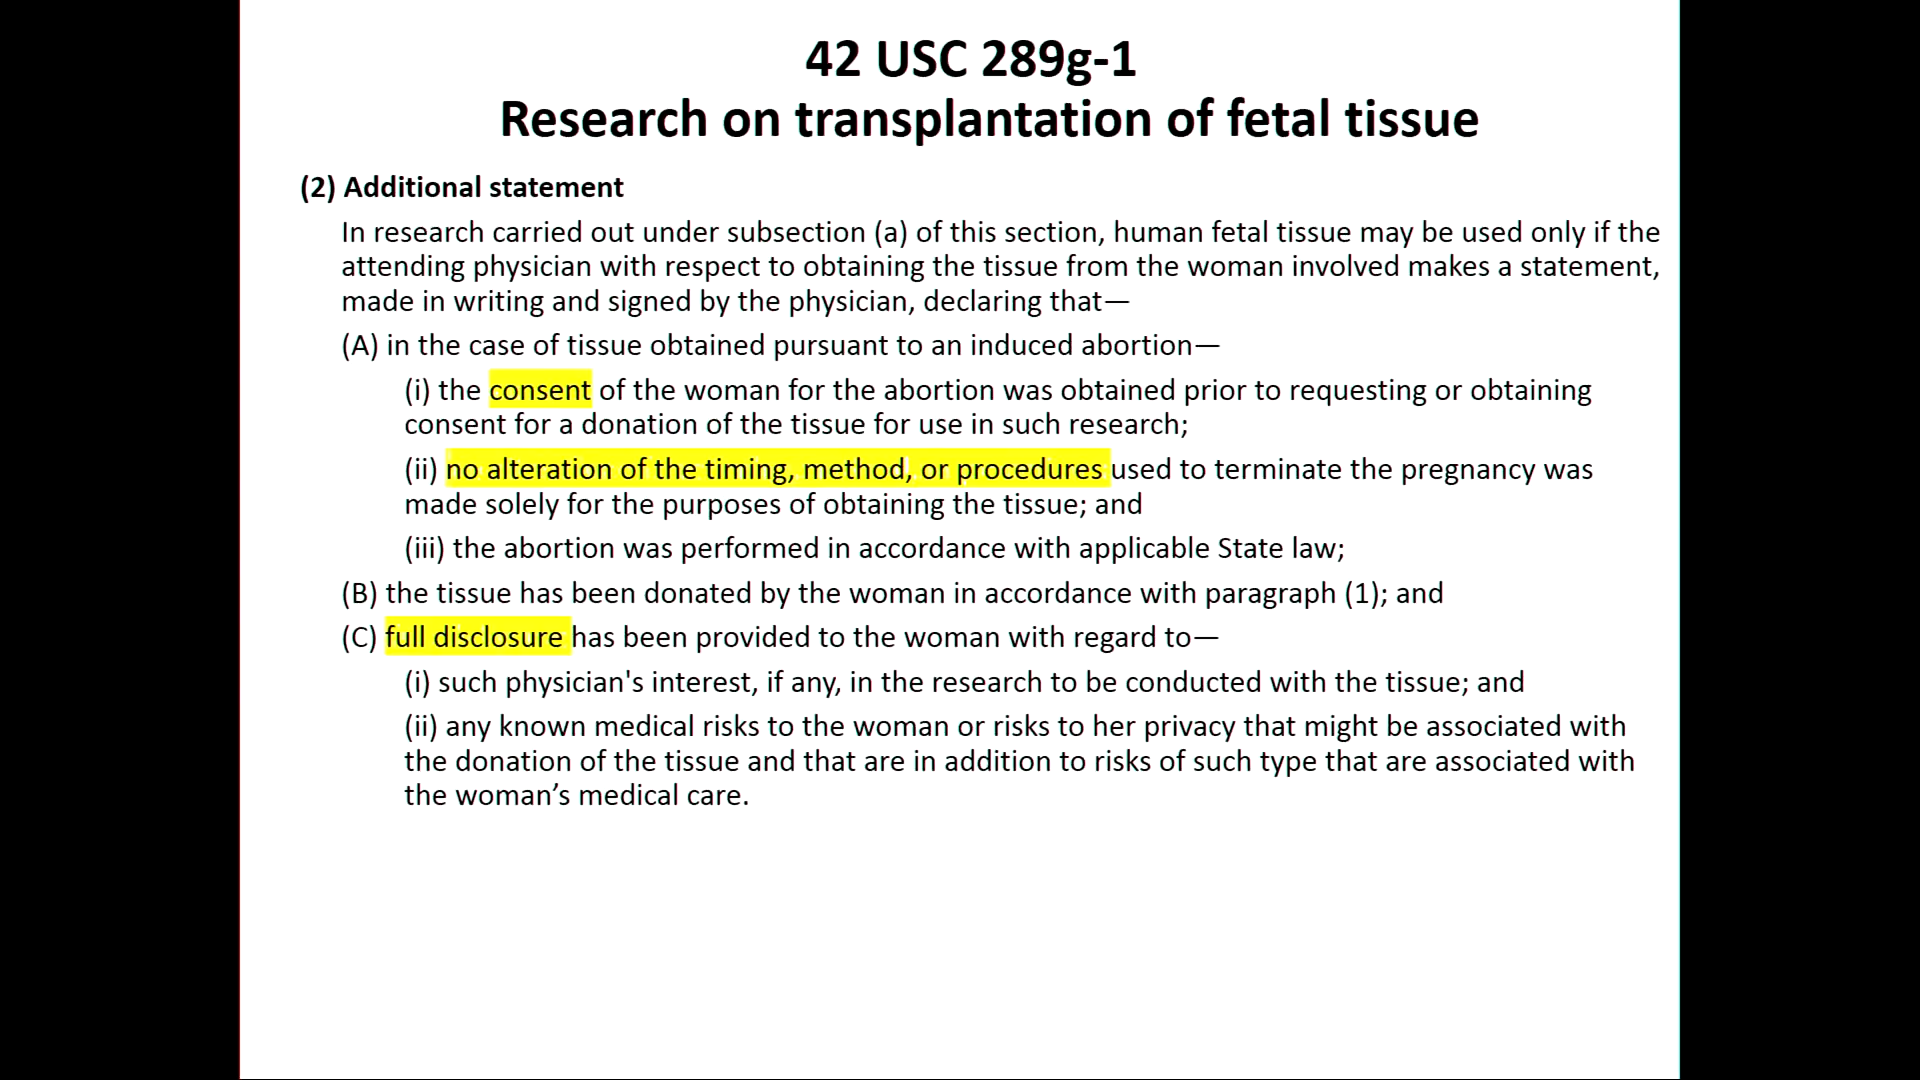 42 USC 289g-1
Research on transplantation of fetal tissue
(2) Additional statement
In research carried out under subsection (a) of this section, human fetal tissue may be used only if the
attending physician with respect to obtaining the tissue from the woman involved makes a statement,
made in writing and signed by the physician, declaring that—
(A) in the case of tissue obtained pursuant to an induced abortion—
(i) the consent of the woman for the abortion was obtained prior to requesting or obtaining
consent for a donation of the tissue for use in such research;
(ii) no alteration of the timing, method, or procedures used to terminate the pregnancy was
made solely for the purposes of obtaining the tissue; and
(iii) the abortion was performed in accordance with applicable State law;
(B) the tissue has been donated by the woman in accordance with paragraph (1); and
(C) full disclosure has been provided to the woman with regard to—
(i) such physician's interest, if any, in the research to be conducted with the tissue; and
(ii) any known medical risks to the woman or risks to her privacy that might be associated with
the donation of the tissue and that are in addition to risks of such type that are associated with
the woman’s medical care.